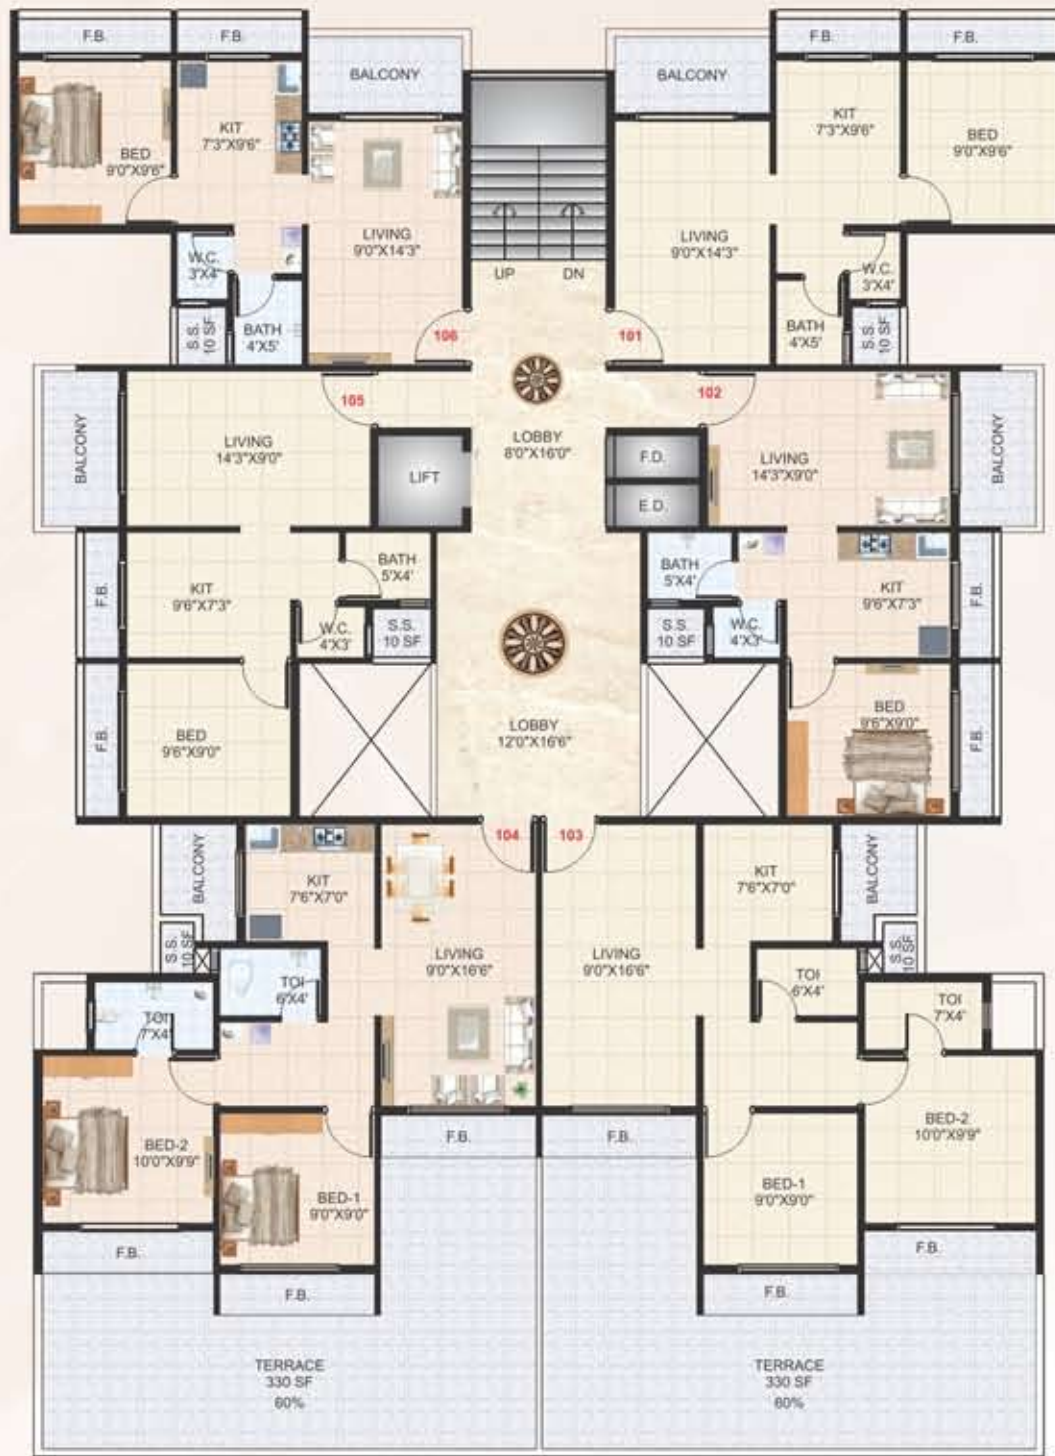 F.B.
F.B.
F.B.
F.B.
BALCONY
BALCONY
KIT
7'3"X9'6"
BED
9'0"X9'6"
KIT
7'3"X9'6"
BED
9'0"X9'6"
LIVING
9'0"X14'3"
LIVING
9'0"X14'3"
W.C.
3'X4'
UP
DN
W.C.
3'X4'
S.S.
10 SF
BATH
4'X5'
106
101
BATH
4'X5'
S.S.
10 SF
105
102
BALCONY
LIVING
14'3"X9'0"
LIFT
LOBBY
8'0"X16'0"
F.D.
E.D.
LIVING
14'3"X9'0"
BALCONY
F.B.
KIT
9'6"X7'3"
BATH
5'X4'
BATH
5'X4'
KIT
9'6"X7'3"
F.B.
W.C.
4'X3'
S.S.
10 SF
S.S.
10 SF
W.C.
4'X3'
F.B.
BED
9'6"X9'0"
LOBBY
12'0"X16'6"
BED
9'6"X9'0"
F.B.
104
103
BALCONY
KIT
7'6"X7'0"
KIT
7'6"X7'0"
BALCONY
S.S.
10 SF
LIVING
9'0"X16'6"
LIVING
9'0"X16'6"
S.S.
10 SF
TOI
6'X4'
TOI
6'X4'
TOI
7'X4'
TOI
7'X4'
BED-2
10'0"X9'9"
BED-1
9'0"X9'0"
F.B.
F.B.
BED-1
9'0"X9'0"
BED-2
10'0"X9'9"
F.B.
F.B.
F.B.
F.B.
TERRACE
330 SF
60%
TERRACE
330 SF
60%